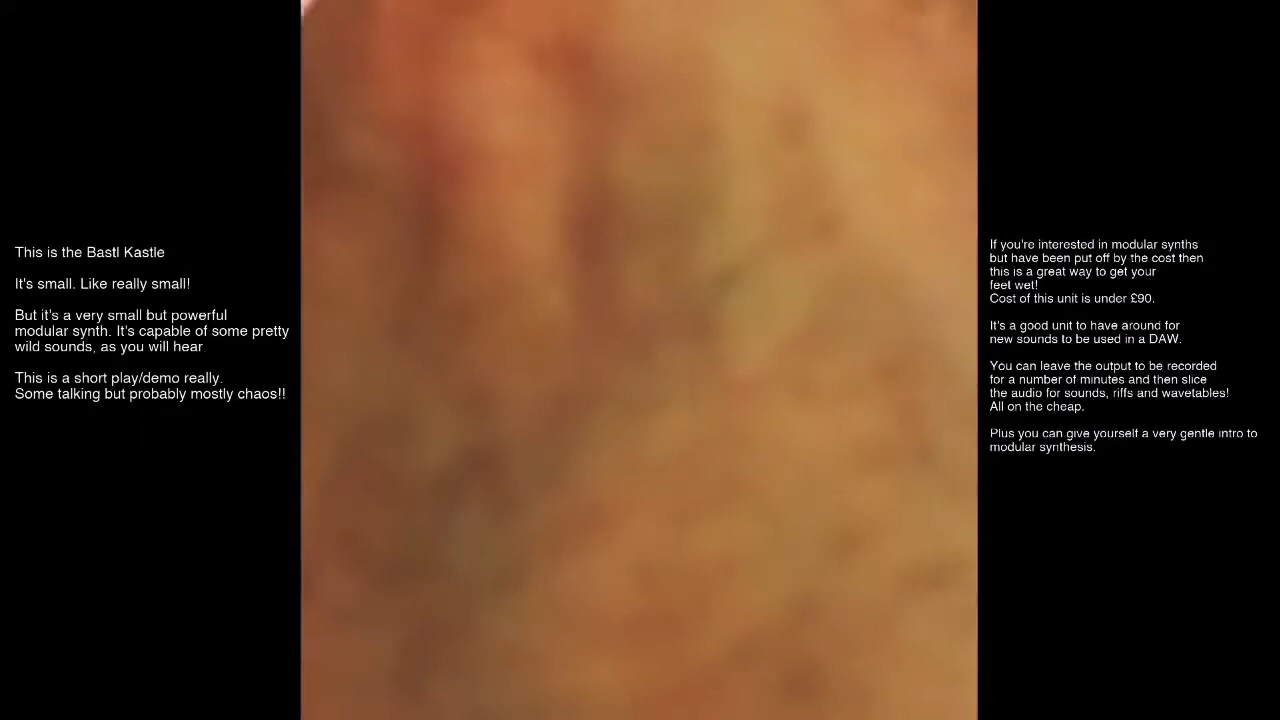 This is the Bastl Kastle
It's small. Like really small!
But it's a very small but powerful
modular synth. It's capable of some pretty
wild sounds, as you will hear.
This is a short play/demo really.
Some talking but probably mostly chaos!!
If you're interested in modular synths
but have been put off by the cost then
this is a great way to get your
feet wet!
Cost of this unit is under £90.
It's a good unit to have around for
new sounds to be used in a DAW.
You can leave the output to be recorded
for a number of minutes and then slice
the audio for sounds, riffs and wavetables!
All on the cheap.
Plus you can give yourself a very gentle intro to
modular synthesis.